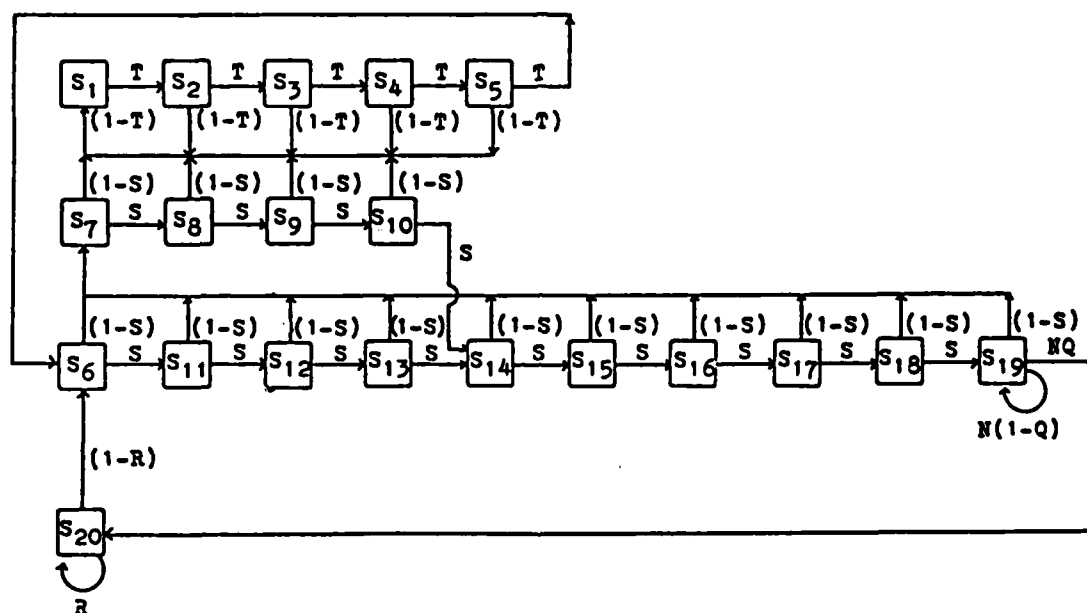 S1 T S2 T S3 T S4 T S5 T
(1-T) (1-T) (1-T) (1-T) (1-T)
(1-S) (1-S) (1-S) (1-S)
S7 S S8 S S9 S S10
S
(1-S) (1-S) (1-S) (1-S) (1-S) (1-S) (1-S) (1-S) (1-S) (1-S)
S6 S S11 S S12 S S13 S S14 S S15 S S16 S S17 S S18 S S19 NQ
N(1-Q)
(1-R)
S20
R